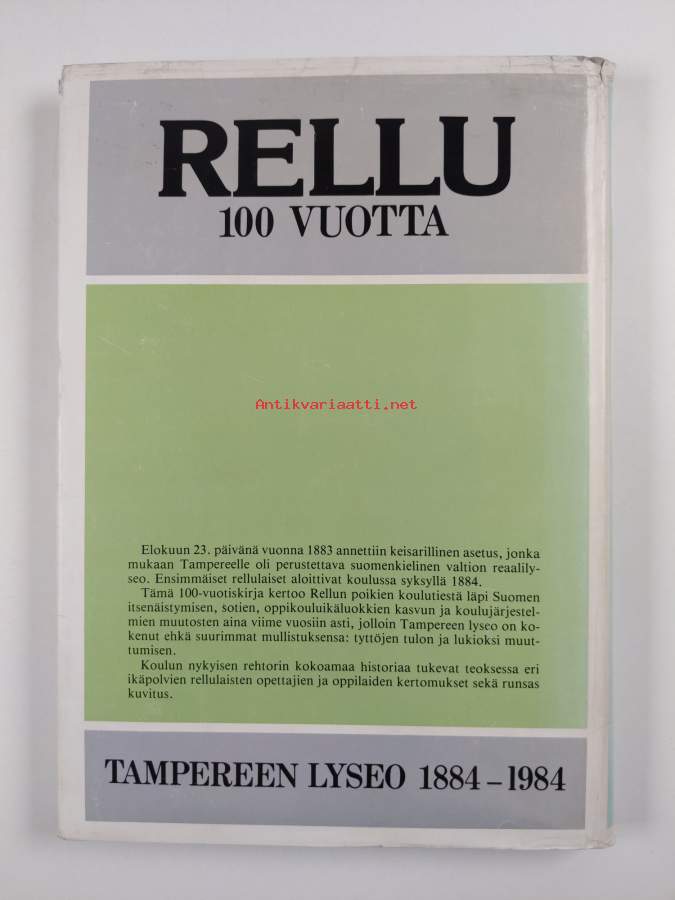 RELLU
100 VUOTTA
Antikvariaatti.net
Elokuun 23. päivänä vuonna 1883 annettiin keisarillinen asetus, jonka
mukaan Tampereelle oli perustettava suomenkielinen valtion reaalily-
seo. Ensimmäiset rellulaiset aloittivat koulussa syksyllä 1884.
Tämä 100-vuotiskirja kertoo Rellun poikien koulutiestä läpi Suomen
itsenäistymisen, sotien, oppikouluikäluokkien kasvun ja koulujärjestel-
mien muutosten aina viime vuosiin asti, jolloin Tampereen lyseo on ko-
kenut ehkä suurimmat mullistuksensa: tyttöjen tulon ja lukioksi muut-
tumisen.
Koulun nykyisen rehtorin kokoamaa historiaa tukevat teoksessa eri
ikäpolvien rellulaisten opettajien ja oppilaiden kertomukset sekä runsas
kuvitus.
TAMPEREEN LYSEO 1884–1984